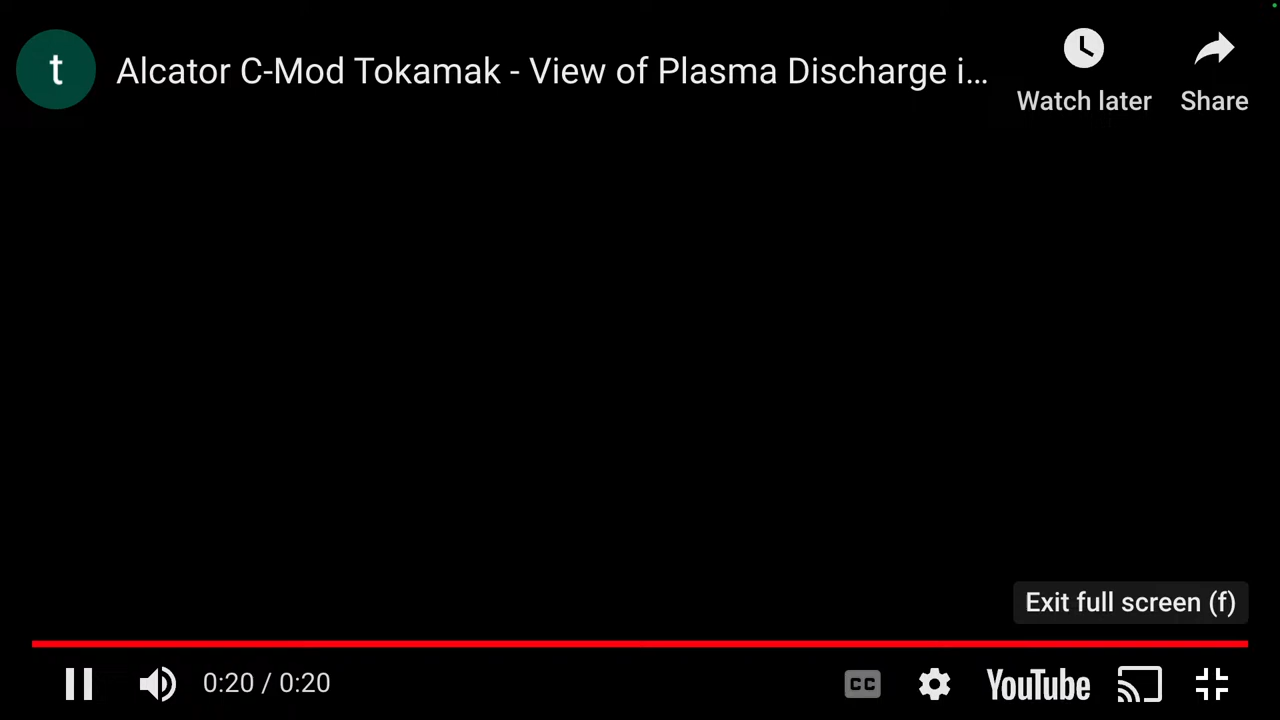 t
Alcator C-Mod Tokamak - View of Plasma Discharge i...
Watch later
Share
Exit full screen (f)
0:20 / 0:20
CC
YouTube